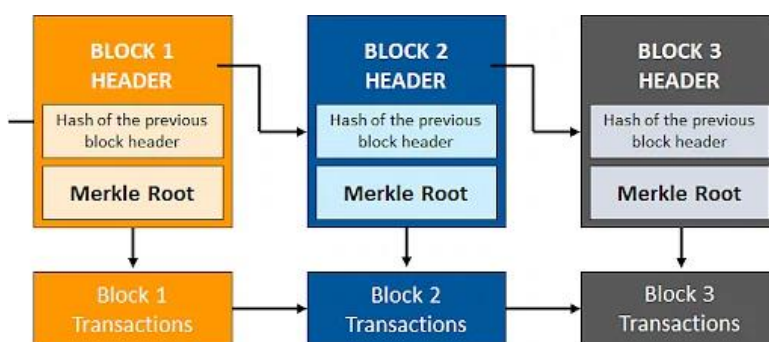 BLOCK 1
HEADER
Hash of the previous
block header
Merkle Root
Block 1
Transactions
BLOCK 2
HEADER
Hash of the previous
block header
Merkle Root
Block 2
Transactions
BLOCK 3
HEADER
Hash of the previous
block header
Merkle Root
Block 3
Transactions